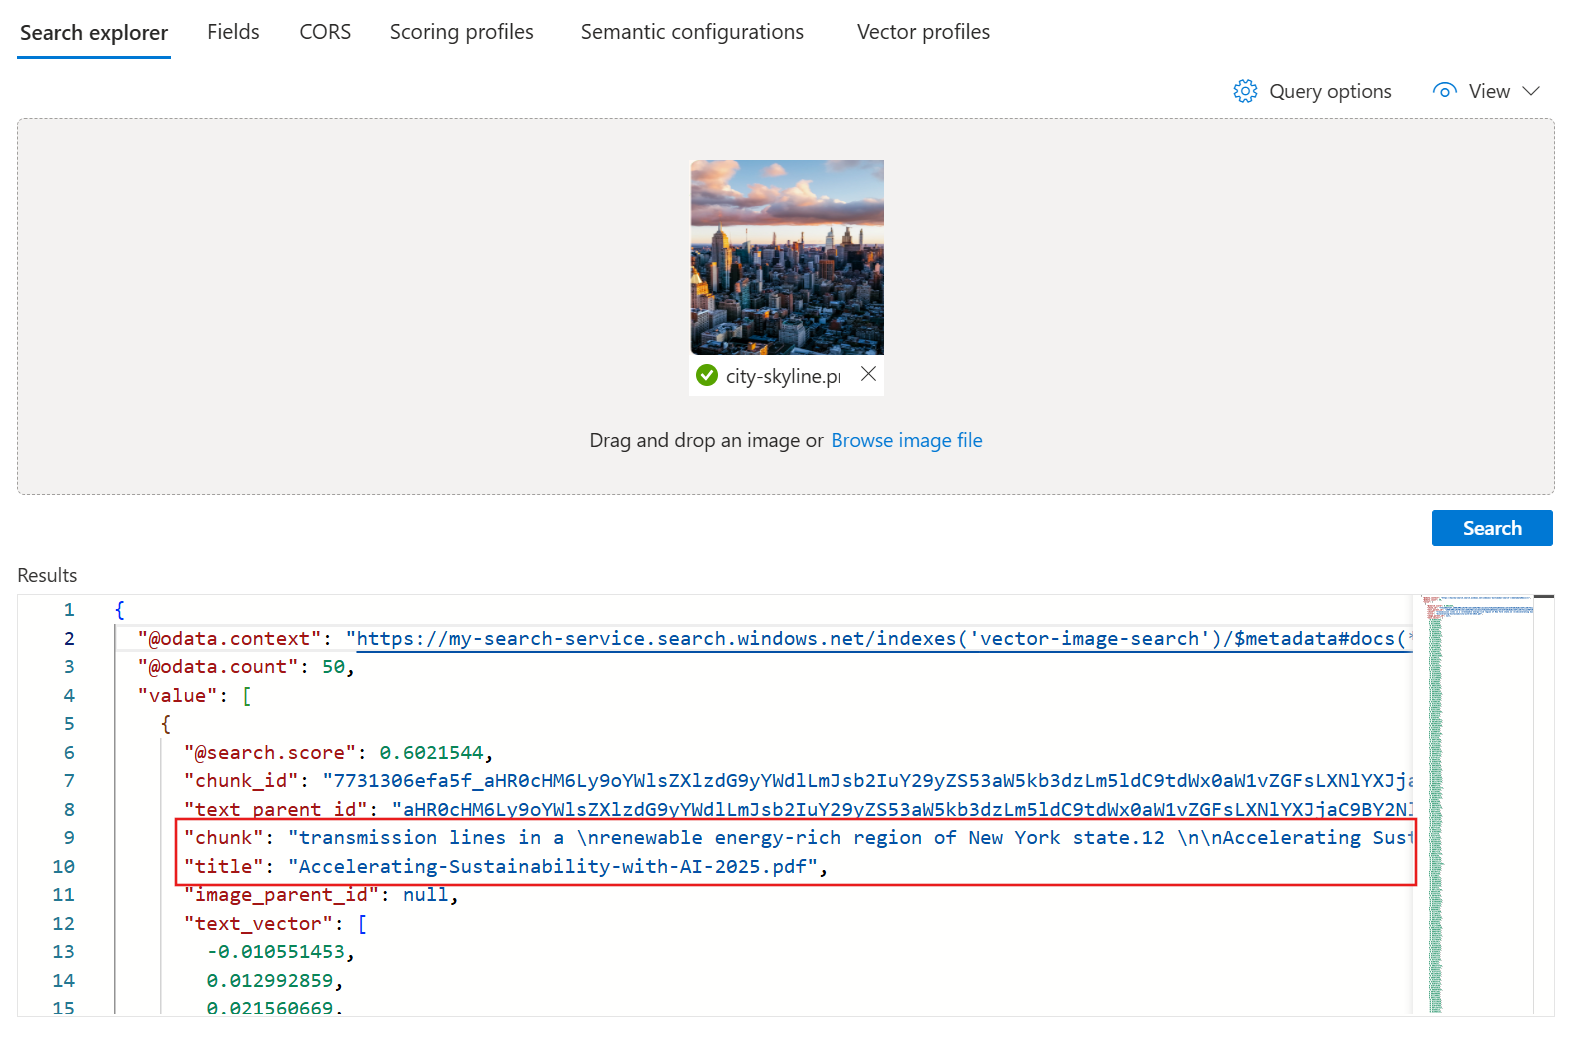 Search explorer Fields CORS Scoring profiles Semantic configurations Vector profiles
Query options View
city-skyline.p
Drag and drop an image or Browse image file
Search
Results
1 {
2 "@odata.context": "https://my-search-service.search.windows.net/indexes('vector-image-search')/$metadata#docs(*
3 "@odata.count": 50,
4 "value": [
5 {
6 "@search.score": 0.6021544,
7 "chunk_id": "7731306efa5f_aHR0cHM6Ly9oYWlsZXlzdG9yYWdlLmJsb2IuY29yZS53aW5kb3dzLm5ldC9tdWx0aW1vZGFsLXNlYXJja
8 "text_parent_id": "aHR0cHM6Ly9oYWlsZXlzdG9yYWdlLmJsb2IuY29yZS53aW5kb3dzLm5ldC9tdWx0aW1vZGFsLXNlYXJjaC9BY2Nl
9 "chunk": "transmission lines in a \nrenewable energy-rich region of New York state.12 \n\nAccelerating Sust
10 "title": "Accelerating-Sustainability-with-AI-2025.pdf",
11 "image_parent_id": null,
12 "text_vector": [
13 -0.010551453,
14 0.012992859,
15 0.021560669,